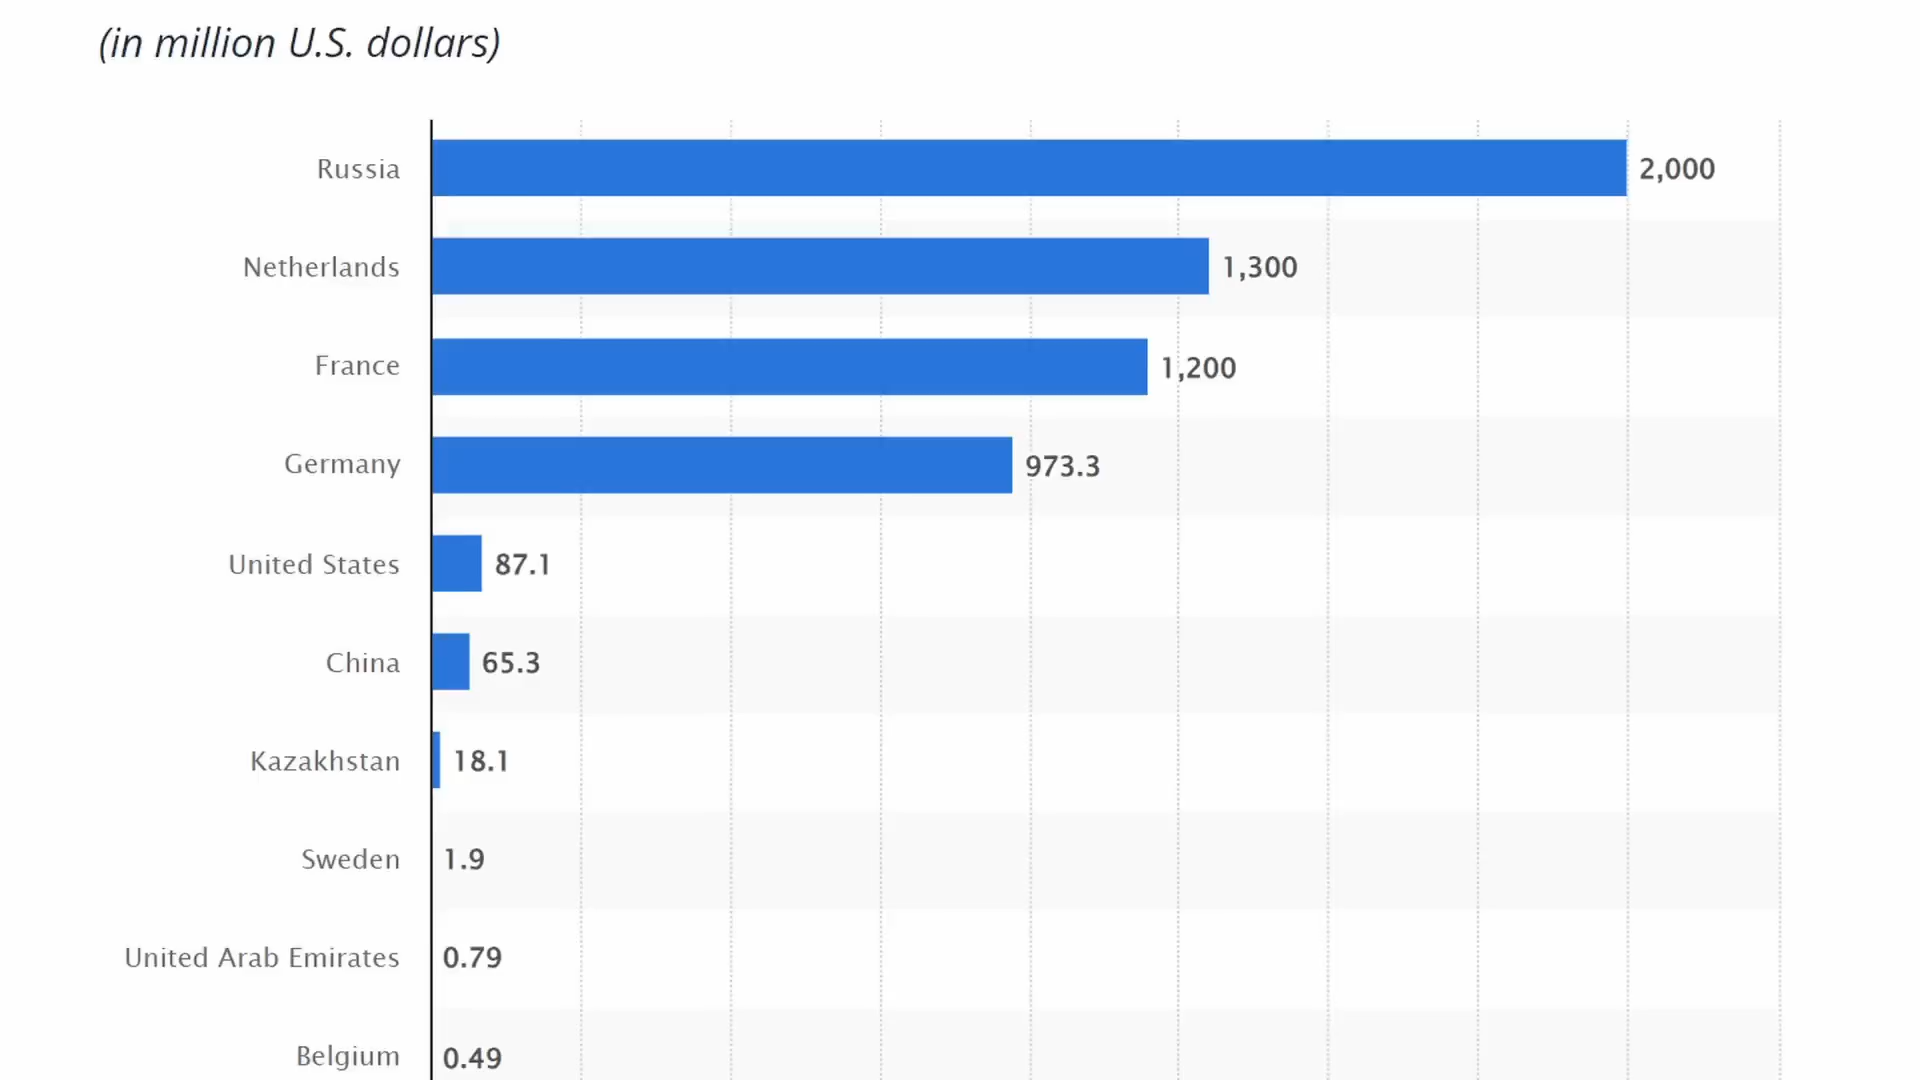 (in million U.S. dollars)
Russia 2,000
Netherlands 1,300
France 1,200
Germany 973.3
United States 87.1
China 65.3
Kazakhstan 18.1
Sweden 1.9
United Arab Emirates 0.79
Belgium 0.49